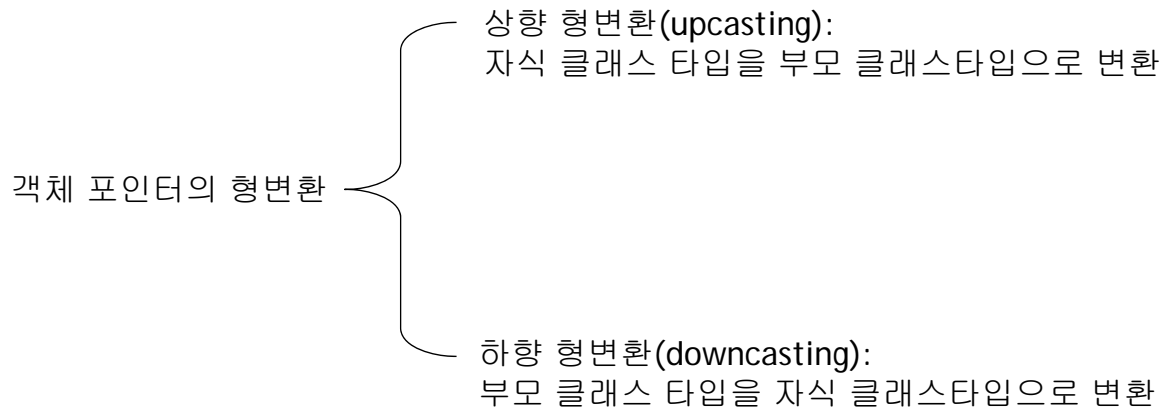 상향 형변환(upcasting):
자식 클래스 타입을 부모 클래스타입으로 변환
객체 포인터의 형변환
하향 형변환(downcasting):
부모 클래스 타입을 자식 클래스타입으로 변환